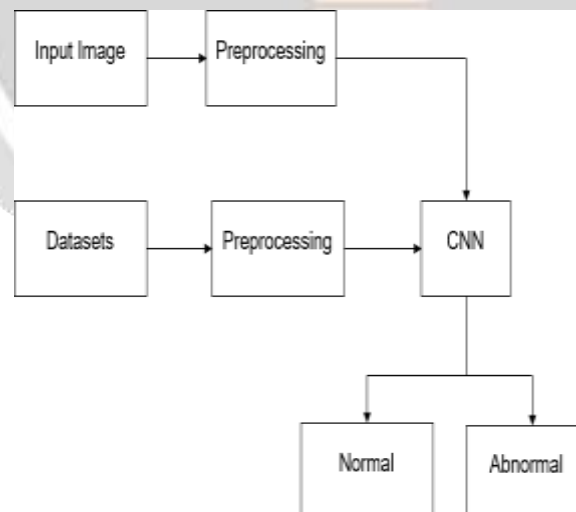 Input Image
Preprocessing
Datasets
Preprocessing
CNN
Normal
Abnormal